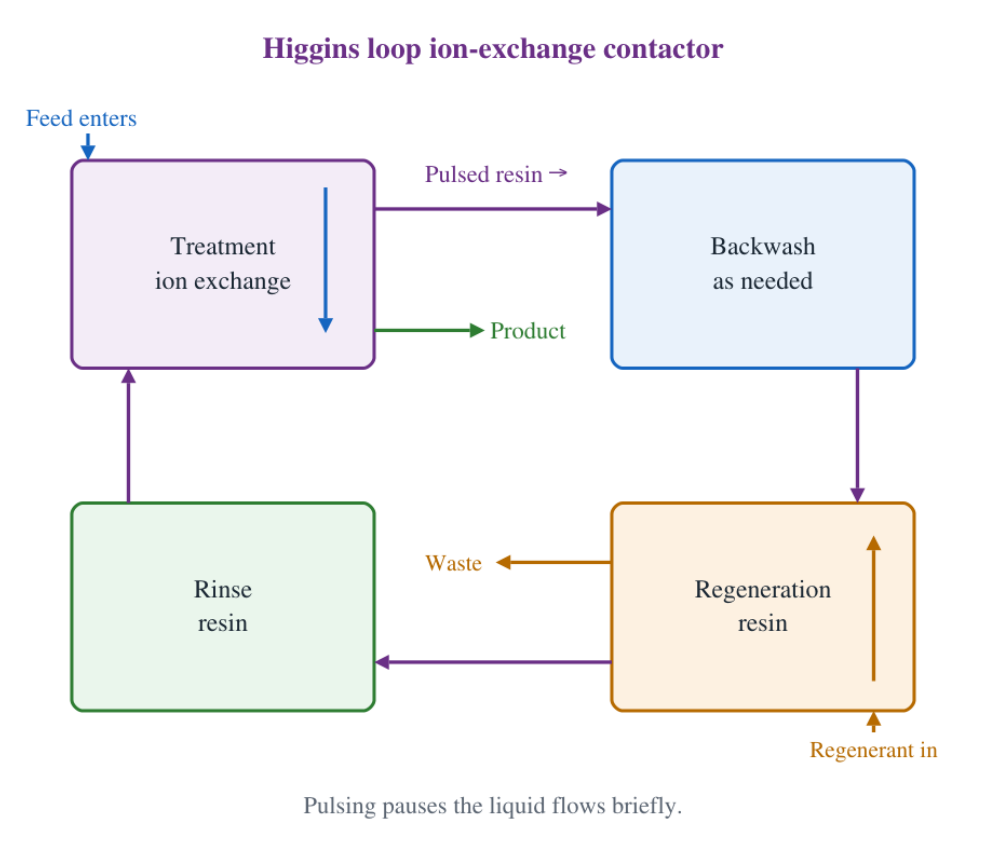 Higgins loop ion-exchange contactor
Feed enters
Pulsed resin →
Treatment
ion exchange
Backwash
as needed
Product
Rinse
resin
Waste
Regeneration
resin
Regenerant in
Pulsing pauses the liquid flows briefly.